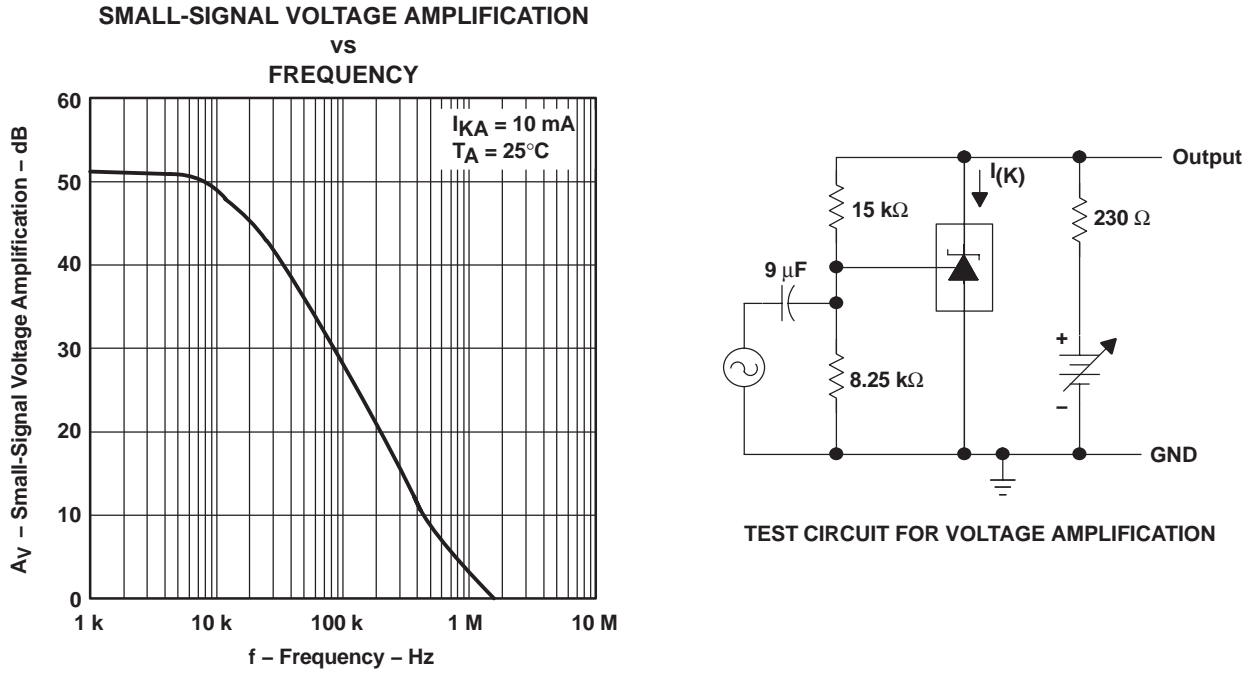 SMALL-SIGNAL VOLTAGE AMPLIFICATION
vs
FREQUENCY
60
50
40
30
20
10
0
1 k
10 k
100 k
1 M
10 M
AV – Small-Signal Voltage Amplification – dB
f – Frequency – Hz
IKA = 10 mA
TA = 25°C
Output
I(K)
15 kΩ
230 Ω
9 μF
8.25 kΩ
+
–
GND
TEST CIRCUIT FOR VOLTAGE AMPLIFICATION